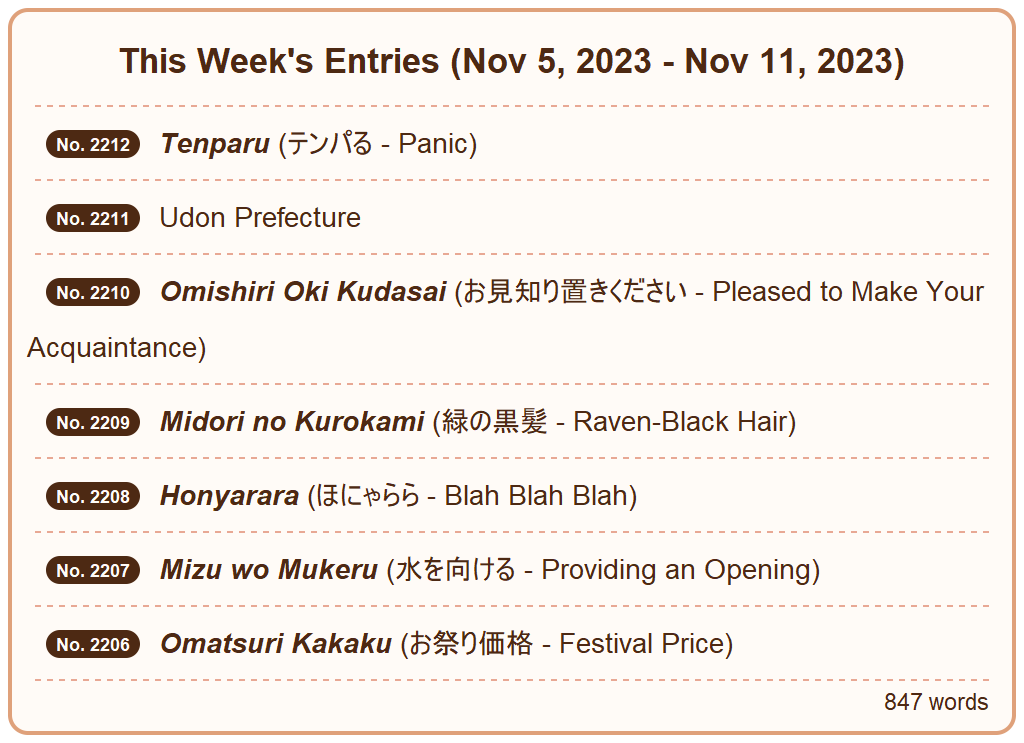 This Week's Entries (Nov 5, 2023 - Nov 11, 2023)
No. 2212 Tenparu (テンパる - Panic)
No. 2211 Udon Prefecture
No. 2210 Omishiri Oki Kudasai (お見知り置きください - Pleased to Make Your
Acquaintance)
No. 2209 Midori no Kurokami (緑の黒髪 - Raven-Black Hair)
No. 2208 Honyarara (ほにゃらら - Blah Blah Blah)
No. 2207 Mizu wo Mukeru (水を向ける - Providing an Opening)
No. 2206 Omatsuri Kakaku (お祭り価格 - Festival Price)
847 words